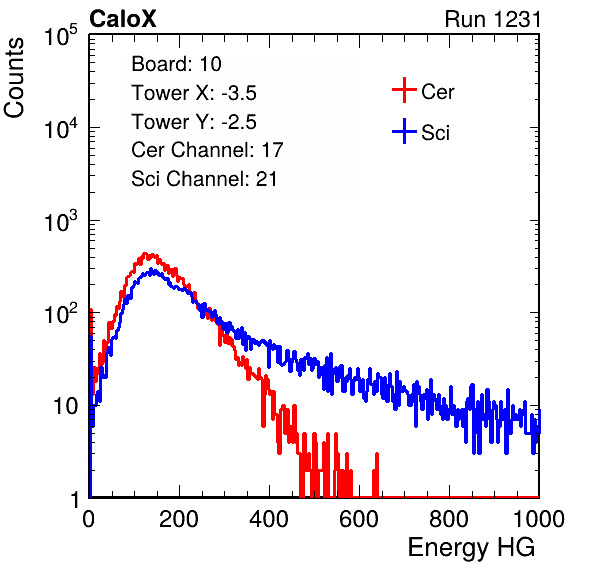 CaloX Run 1231
Counts
Board: 10
Tower X: -3.5
Tower Y: -2.5
Cer Channel: 17
Sci Channel: 21
Cer
Sci
10^5
10^4
10^3
10^2
10
1
0 200 400 600 800 1000
Energy HG